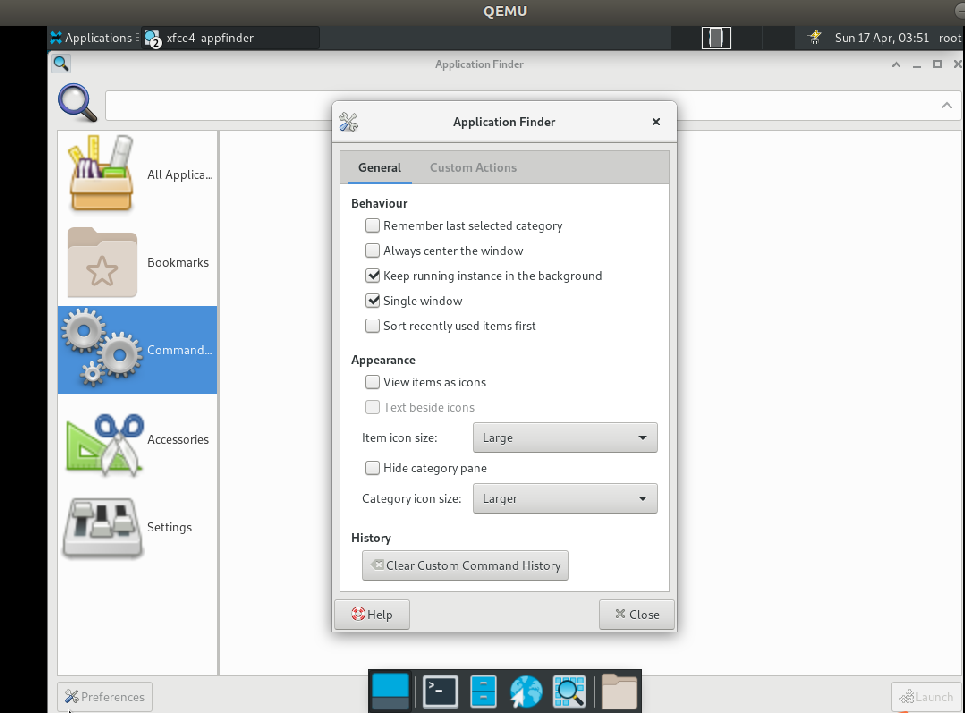 QEMU
Applications
xfce4-appfinder
2
Sun 17 Apr, 03:51 root
Application Finder
Application Finder
General
Custom Actions
Behaviour
Remember last selected category
Always center the window
Keep running instance in the background
Single window
Sort recently used items first
Appearance
View items as icons
Text beside icons
Item icon size:
Large
Hide category pane
Category icon size:
Larger
History
Clear Custom Command History
Help
Close
All Applica...
Bookmarks
Command...
Accessories
Settings
Preferences
Launch